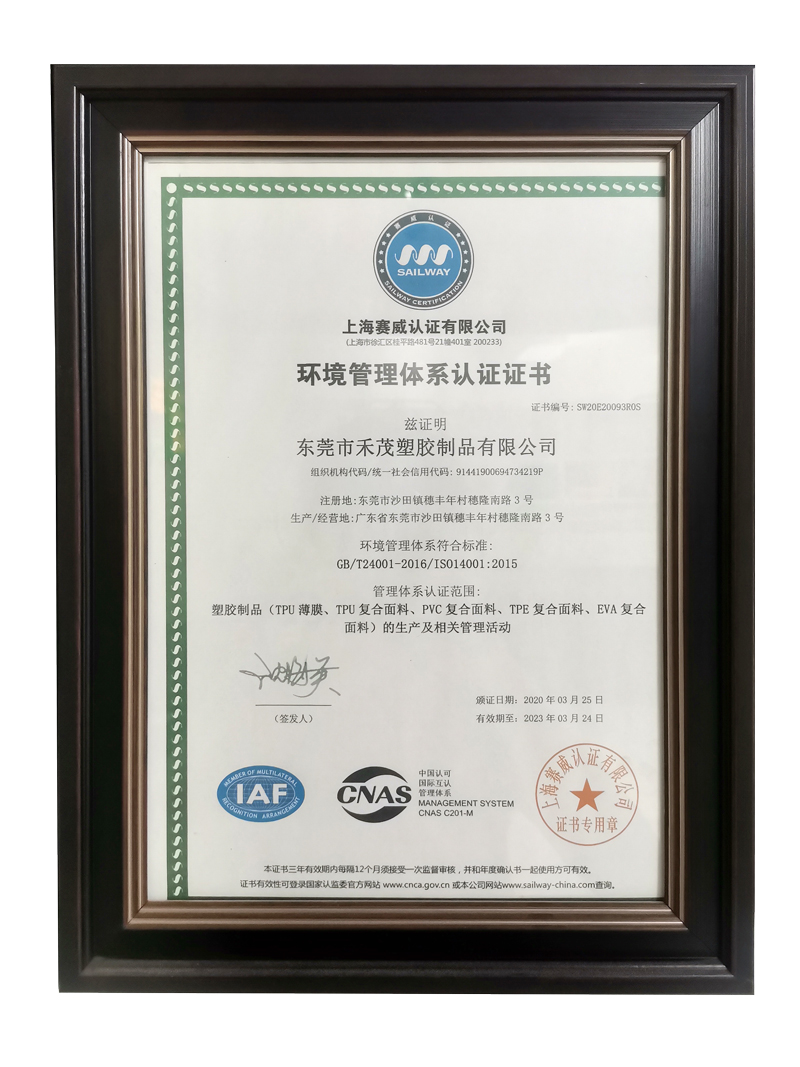 赛威认证
SAILWAY
SAILWAY CERTIFICATION
上海赛威认证有限公司
(上海市徐汇区桂平路481号21幢401室 200233)
环境管理体系认证证书
证书编号: SW20E20093R0S
兹证明
东莞市禾茂塑胶制品有限公司
组织机构代码/统一社会信用代码: 91441900694734219P
注册地:东莞市沙田镇穗丰年村穗隆南路 3 号
生产/经营地:广东省东莞市沙田镇穗丰年村穗隆南路 3 号
环境管理体系符合标准:
GB/T24001-2016/ISO14001:2015
管理体系认证范围:
塑胶制品（TPU 薄膜、TPU 复合面料、PVC 复合面料、TPE 复合面料、EVA 复合
面料）的生产及相关管理活动
颁证日期: 2020 年 03 月 25 日
（签发人）
有效期至: 2023 年 03 月 24 日
MEMBER OF MULTILATERAL
IAF
RECOGNITION ARRANGEMENT
CNAS
中国认可
国际互认
管理体系
MANAGEMENT SYSTEM
CNAS C201-M
上海赛威认证有限公司
证书专用章
本证书三年有效期内每隔12个月须接受一次监督审核，并和年度确认书一起使用方可有效。
证书有效性可登录国家认监委官方网站 www.cnca.gov.cn 或本公司网站www.sailway-china.com查询。